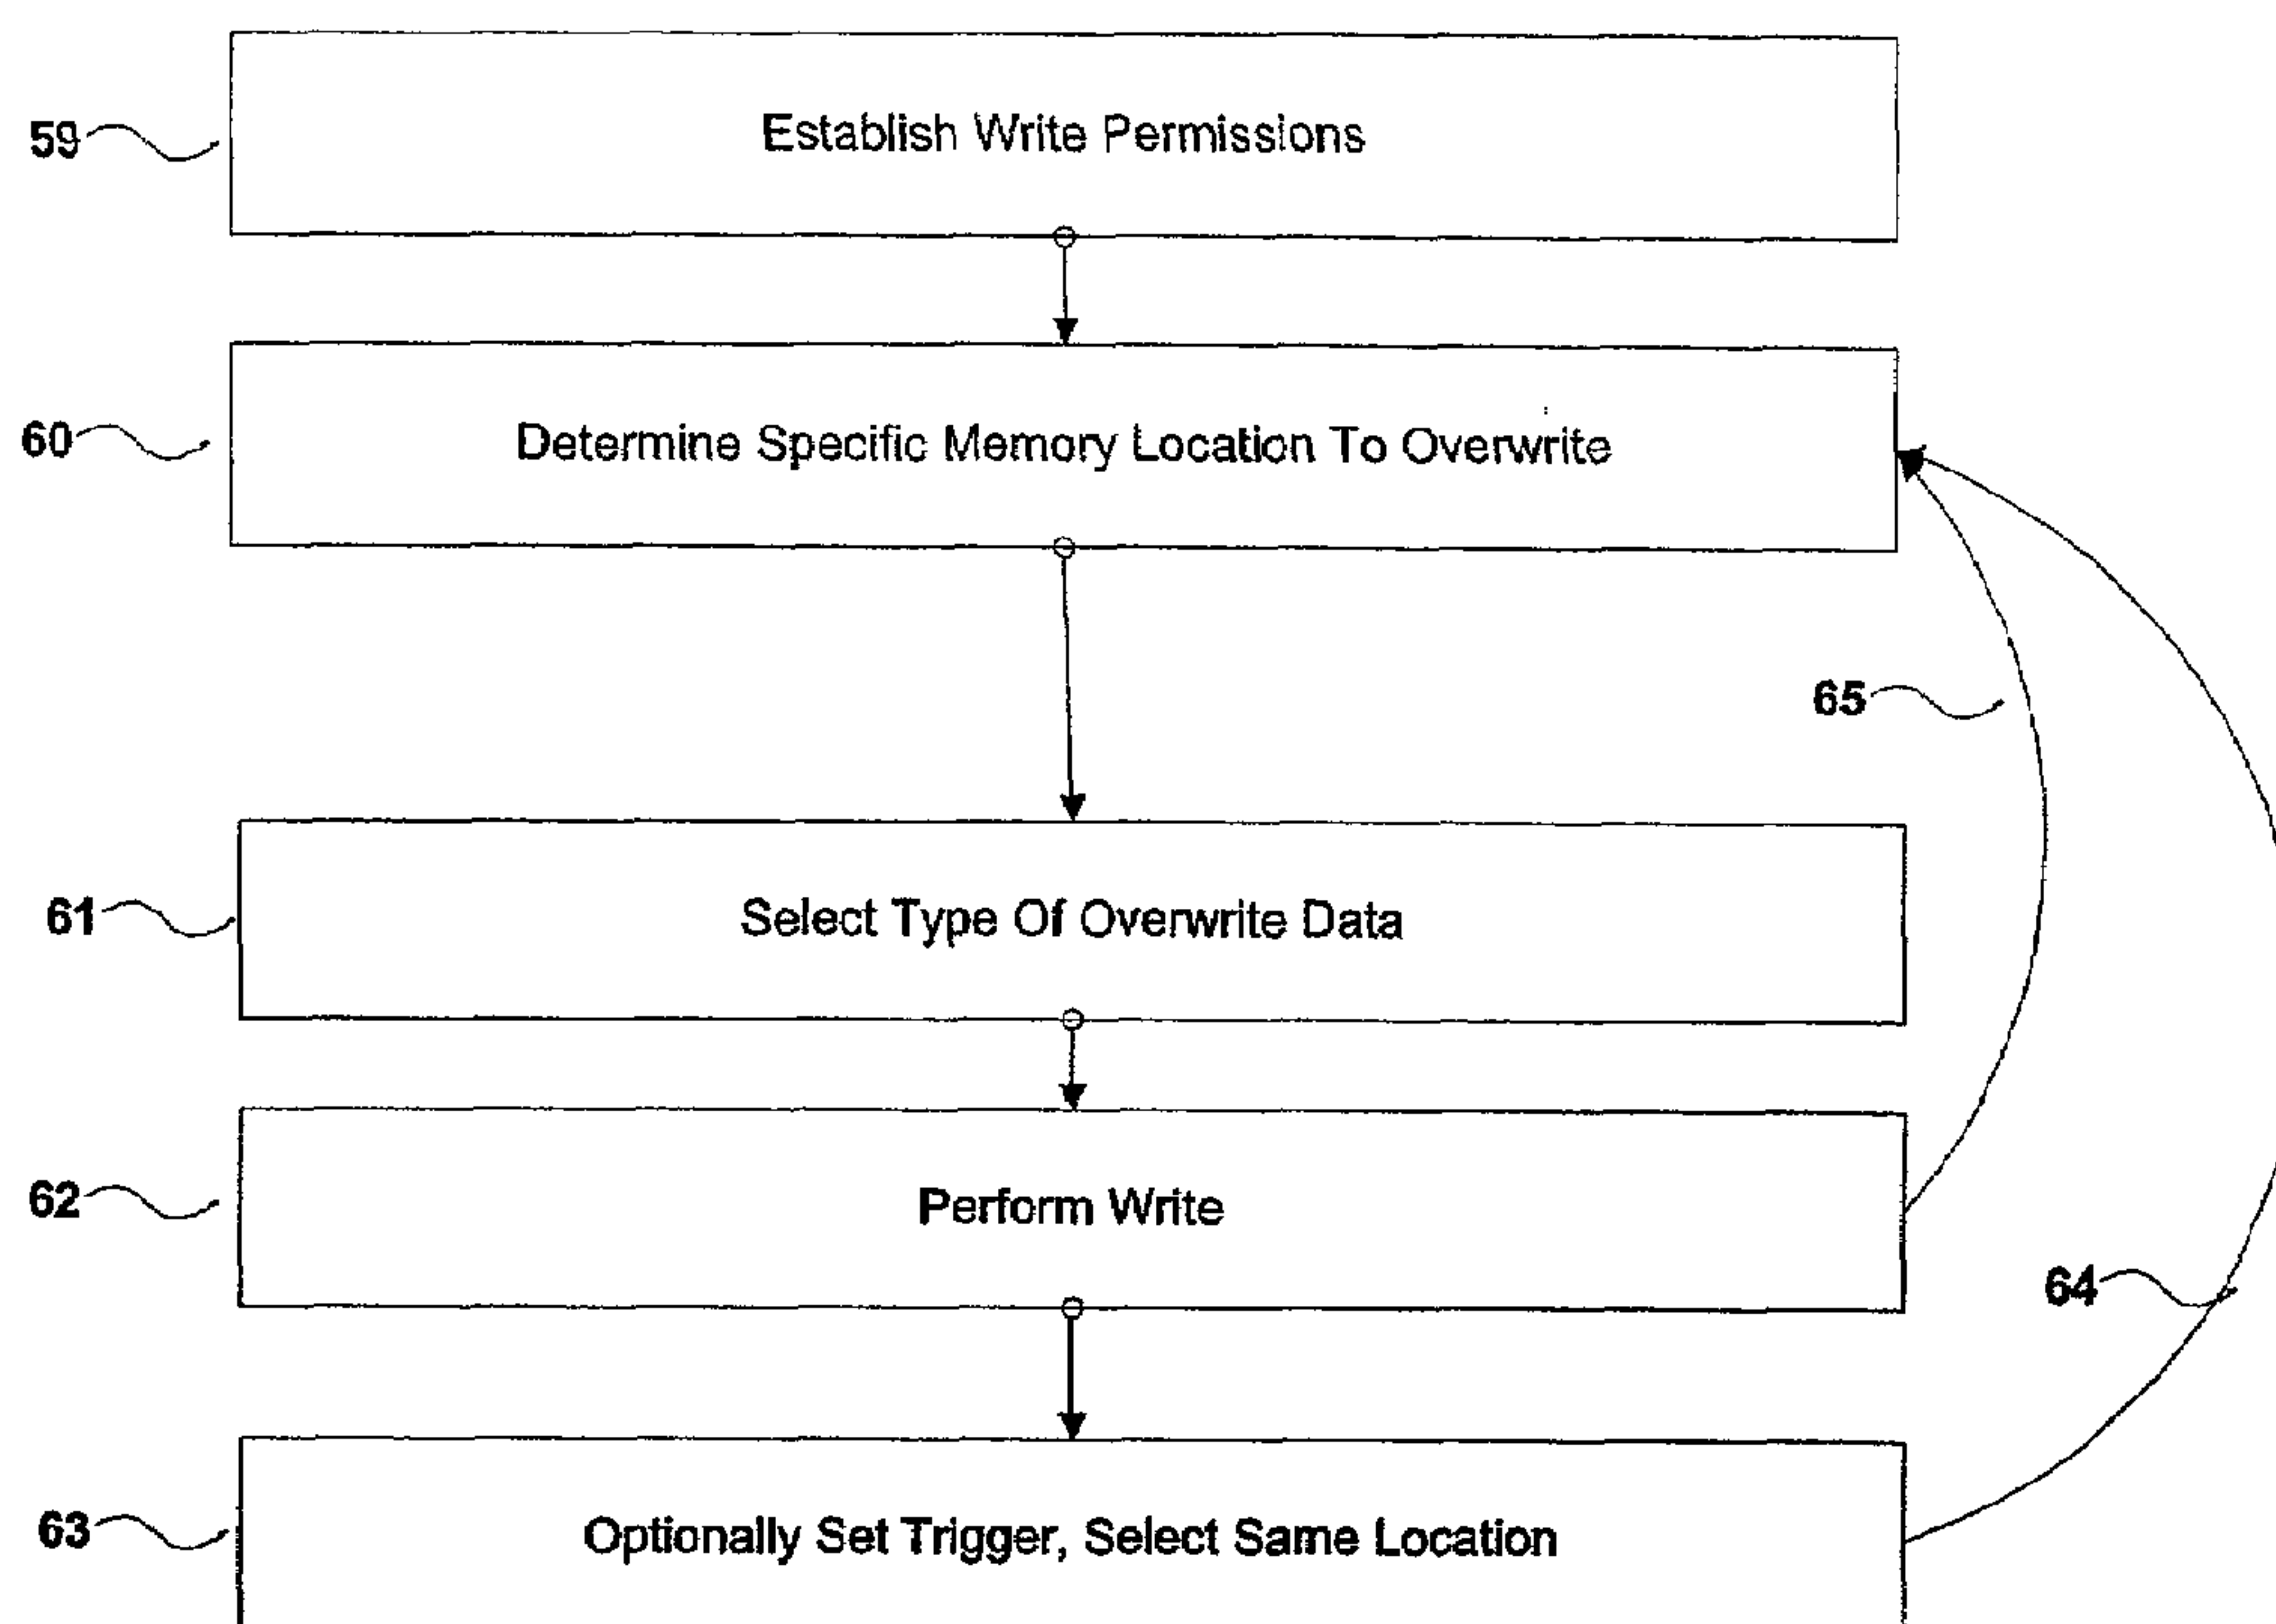 59
Establish Write Permissions
60
Determine Specific Memory Location To Overwrite
65
61
Select Type Of Overwrite Data
62
Perform Write
64
63
Optionally Set Trigger, Select Same Location